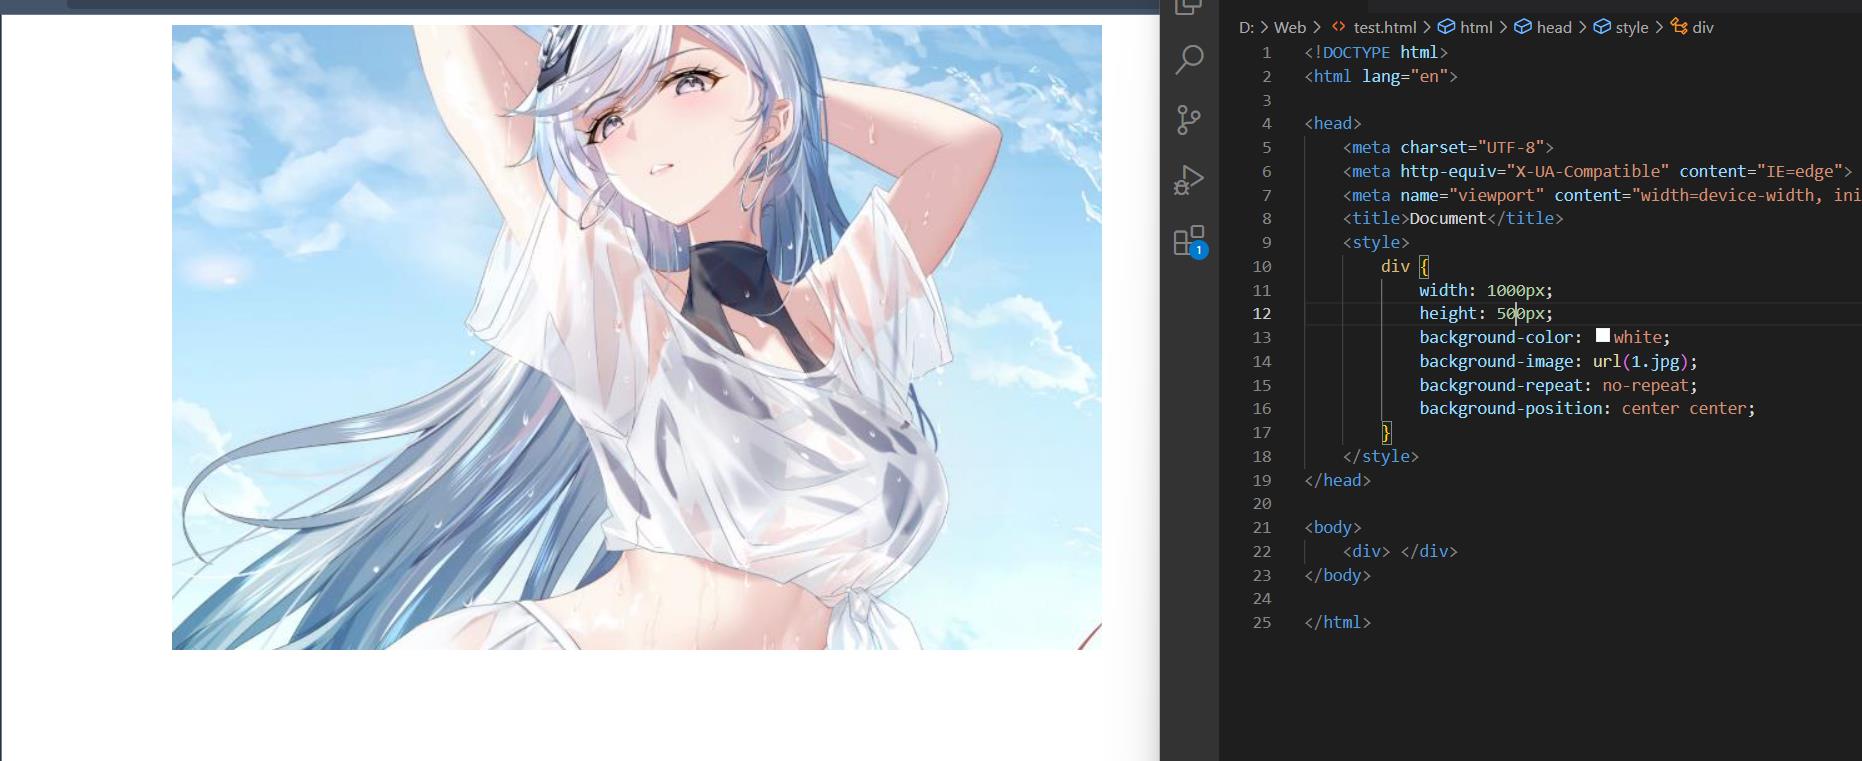 D: > Web > <> test.html > html > head > style > div
1 <!DOCTYPE html>
2 <html lang="en">
3
4 <head>
5 <meta charset="UTF-8">
6 <meta http-equiv="X-UA-Compatible" content="IE=edge">
7 <meta name="viewport" content="width=device-width, ini
8 <title>Document</title>
9 <style>
10 div {
11 width: 1000px;
12 height: 500px;
13 background-color: white;
14 background-image: url(1.jpg);
15 background-repeat: no-repeat;
16 background-position: center center;
17 }
18 </style>
19 </head>
20
21 <body>
22 <div> </div>
23 </body>
24
25 </html>
1